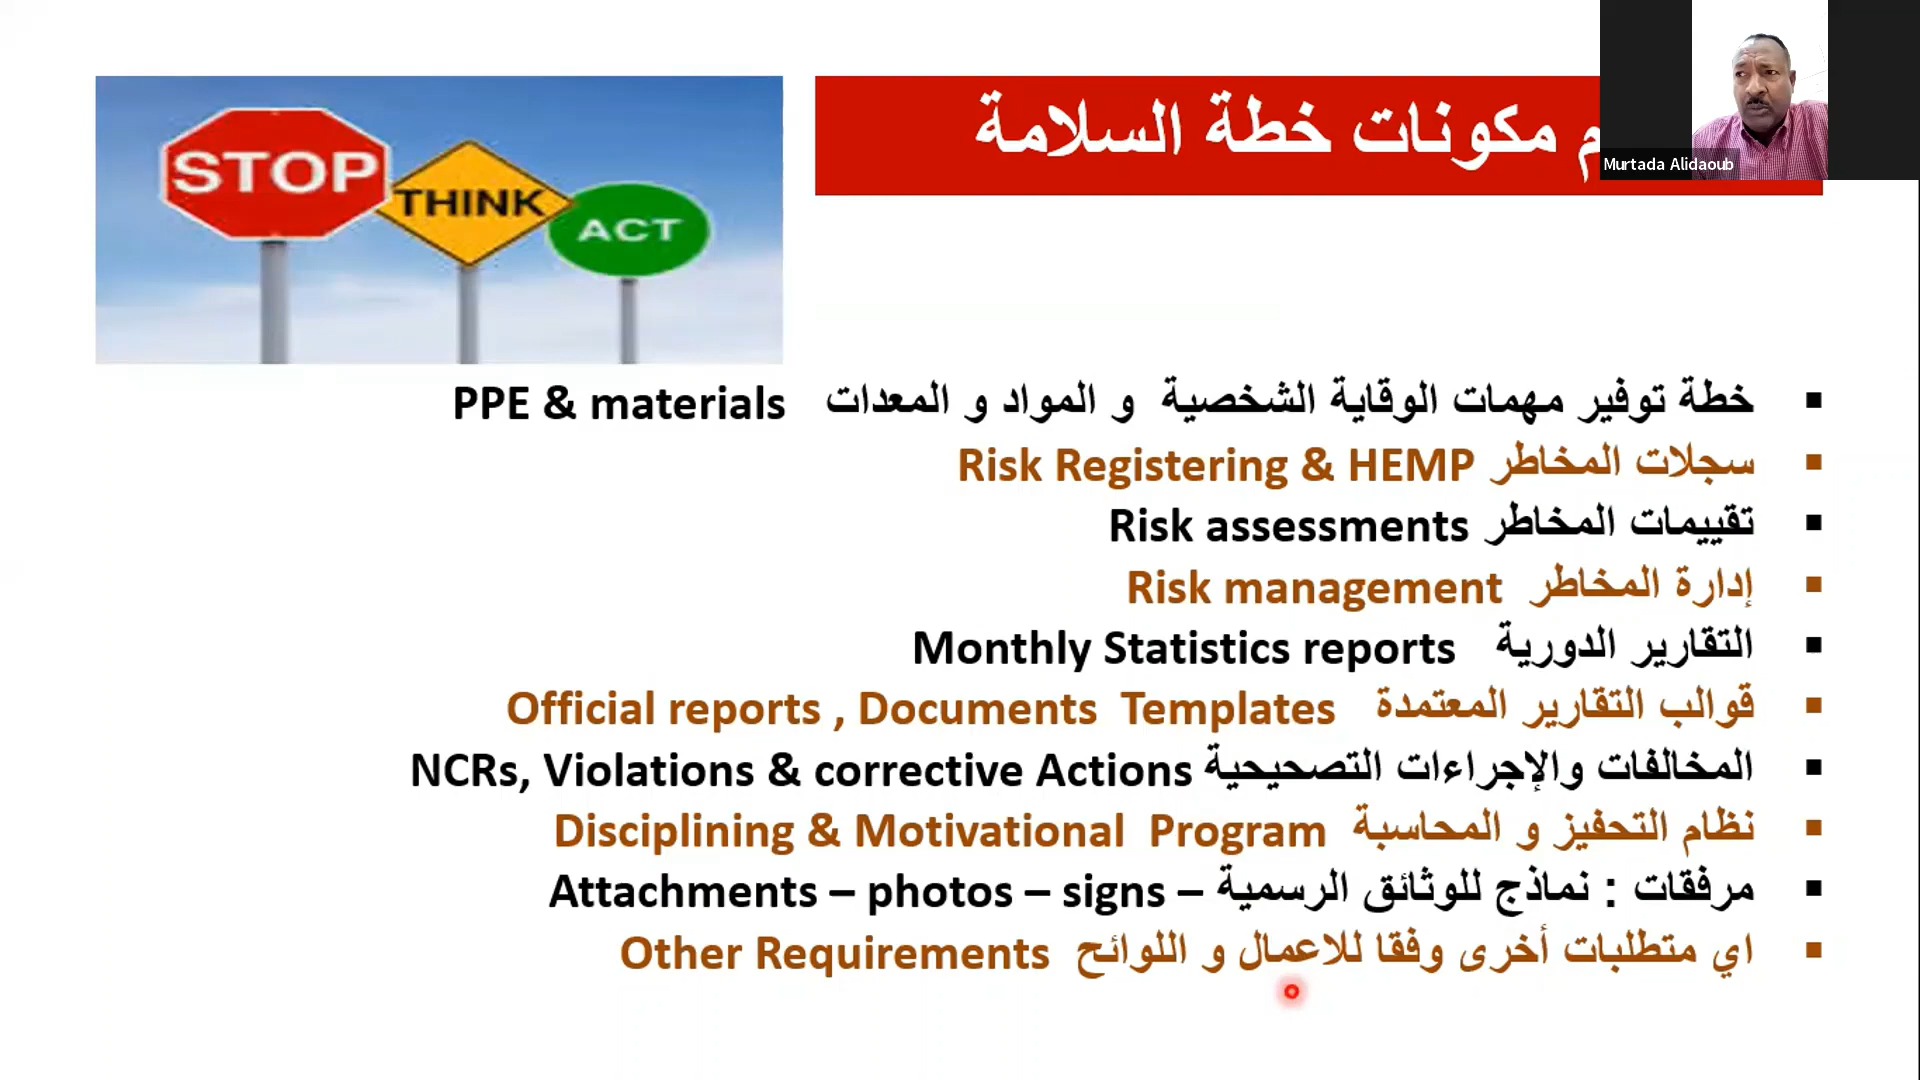 STOP
THINK
ACT
مكونات خطة السلامة
Murtada Alidaoub
▪ خطة توفير مهمات الوقاية الشخصية و المواد و المعدات PPE & materials
▪ سجلات المخاطر Risk Registering & HEMP
▪ تقييمات المخاطر Risk assessments
▪ إدارة المخاطر Risk management
▪ التقارير الدورية Monthly Statistics reports
▪ قوالب التقارير المعتمدة Official reports , Documents Templates
▪ المخالفات والإجراءات التصحيحية NCRs, Violations & corrective Actions
▪ نظام التحفيز و المحاسبة Disciplining & Motivational Program
▪ مرفقات : نماذج للوثائق الرسمية – Attachments – photos – signs
▪ اي متطلبات أخرى وفقا للاعمال و اللوائح Other Requirements